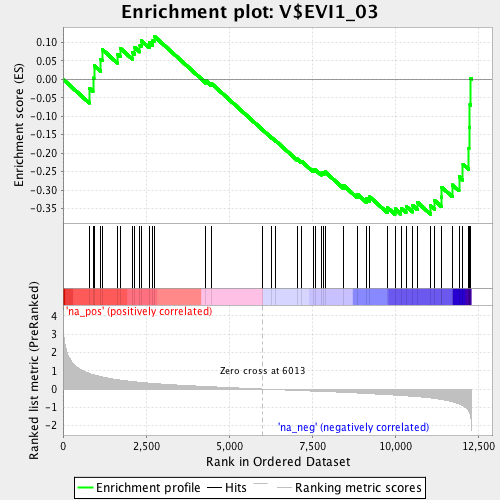 Enrichment plot: V$EVI1_03
Enrichment score (ES)
0.10
0.05
0.00
-0.05
-0.10
-0.15
-0.20
-0.25
-0.30
-0.35
'na_pos' (positively correlated)
Ranked list metric (PreRanked)
4
3
2
1
0
-1
-2
Zero cross at 6013
'na_neg' (negatively correlated)
0
2,500
5,000
7,500
10,000
12,500
Rank in Ordered Dataset
Enrichment profile
Hits
Ranking metric scores